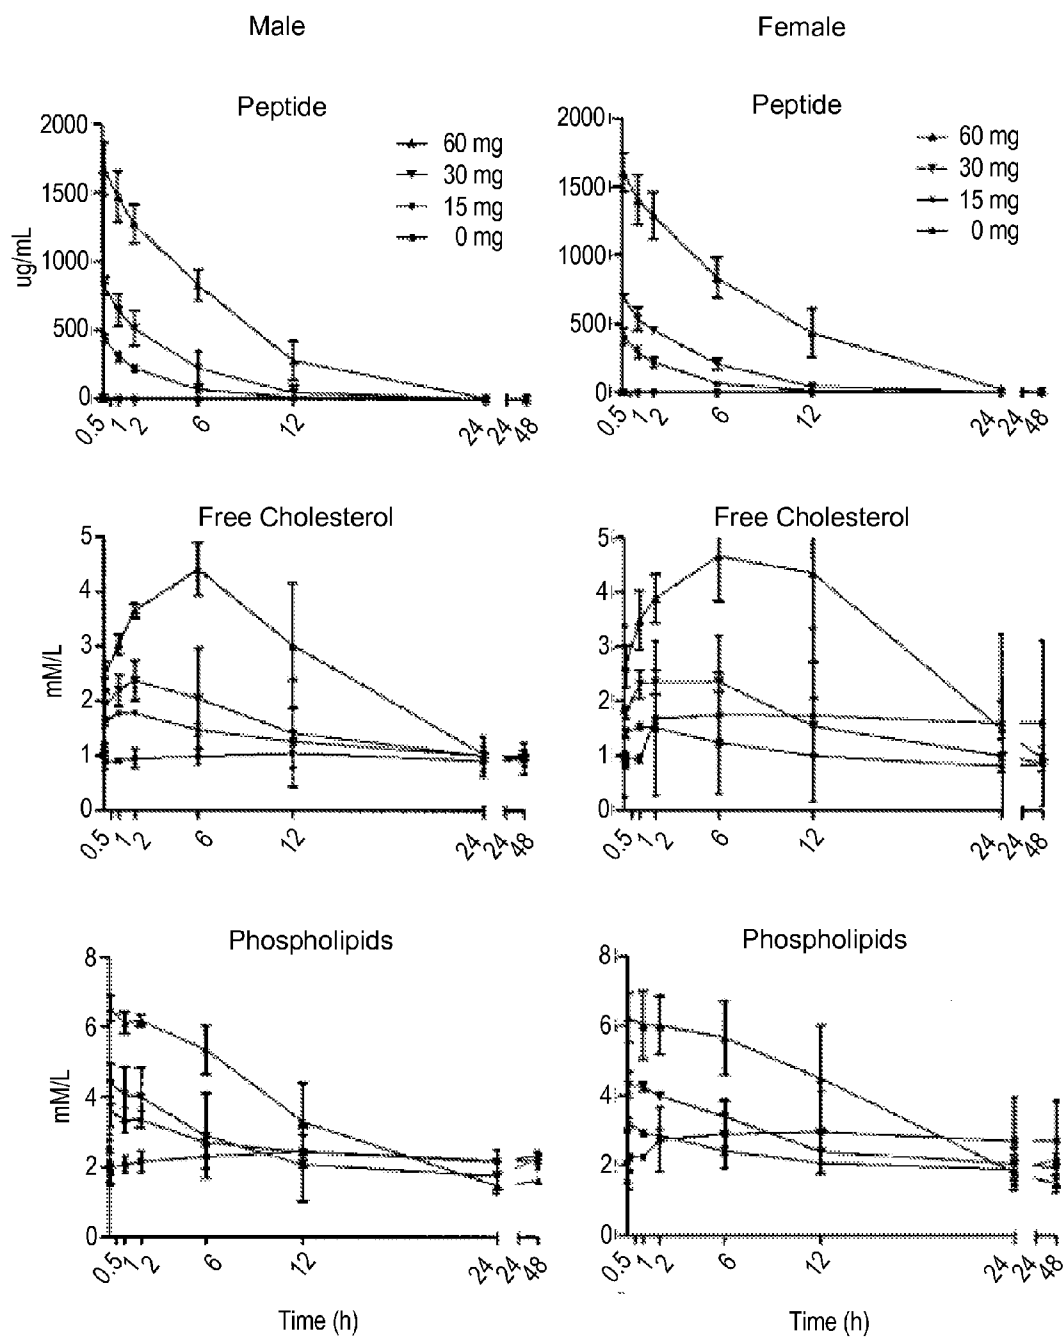 Male
Female
Peptide
2000
1500
1000
500
0
ug/mL
60 mg
30 mg
15 mg
0 mg
0.5 1 2 6 12 24 24 48
Peptide
2000
1500
1000
500
0
60 mg
30 mg
15 mg
0 mg
0.5 1 2 6 12 24 24 48
Free Cholesterol
5
4
3
2
1
0
mM/L
0.5 1 2 6 12 24 24 48
Free Cholesterol
5
4
3
2
1
0
0.5 1 2 6 12 24 24 48
Phospholipids
8
6
4
2
0
mM/L
0.5 1 2 6 12 24 24 48
Time (h)
Phospholipids
8
6
4
2
0
0.5 1 2 6 12 24 24 48
Time (h)